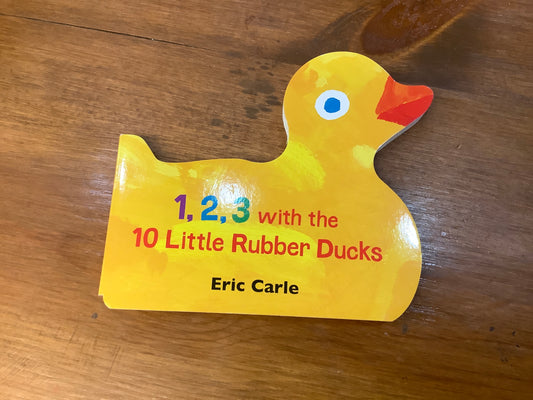 1, 2, 3 with the
10 Little Rubber Ducks
Eric Carle